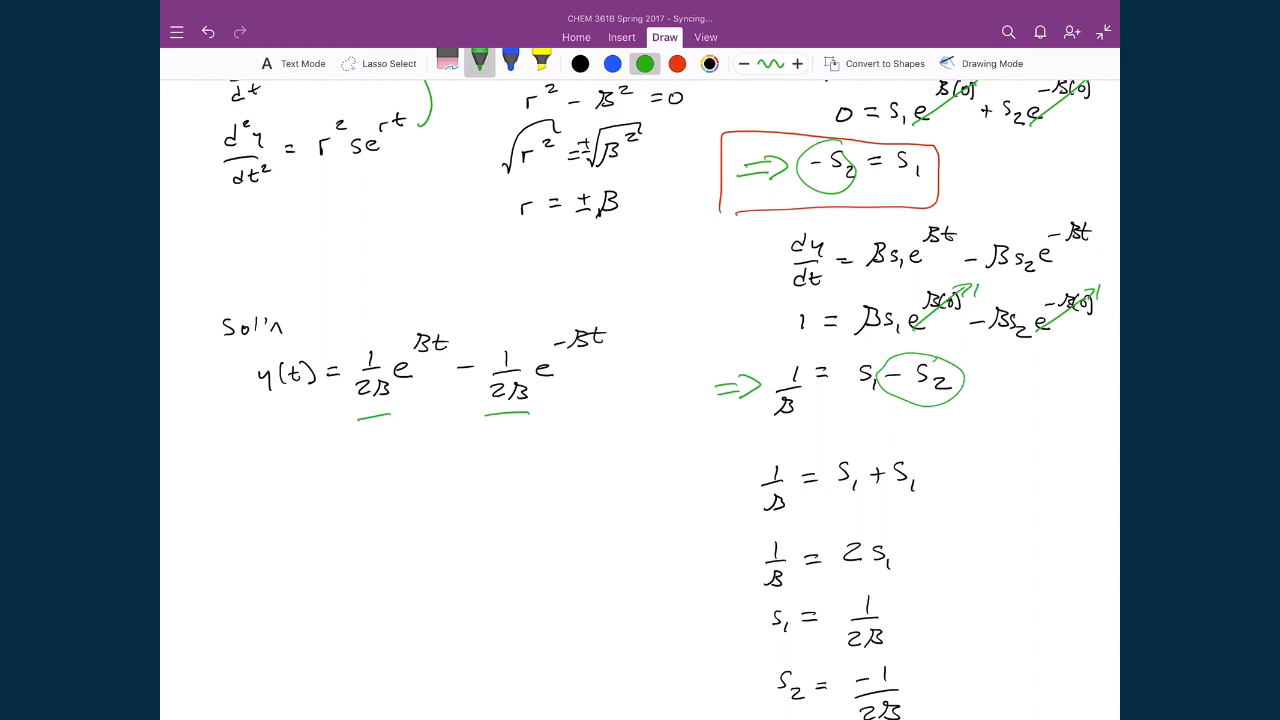 CHEM 361B Spring 2017 - Syncing...
Home Insert Draw View
Text Mode Lasso Select Convert to Shapes Drawing Mode
dt
d²y/dt² = r²se^{rt}
r² - β² = 0
√r² = ±√β²
r = ±β
Sol'n
y(t) = 1/2β e^{βt} - 1/2β e^{-βt}
0 = s₁e^{β(0)} + s₂e^{-β(0)}
⇒ -s₂ = s₁
dy/dt = βs₁e^{βt} - βs₂e^{-βt}
1 = βs₁e^{β(0)} → 1 - βs₂e^{-β(0)} → 1
⇒ 1/β = s₁ - s₂
1/β = s₁ + s₁
1/β = 2s₁
s₁ = 1/2β
s₂ = -1/2β